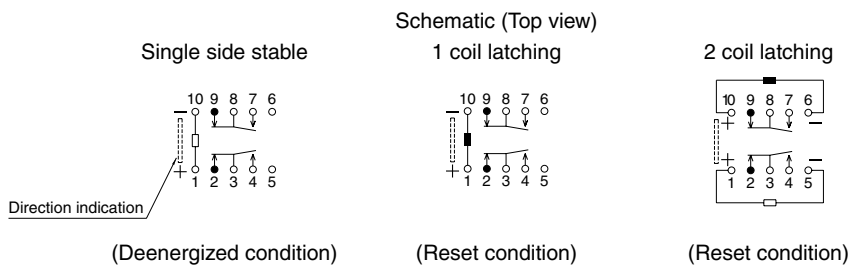 Schematic (Top view)
Single side stable
1 coil latching
2 coil latching
10 9 8 7 6
1 2 3 4 5
Direction indication
10 9 8 7 6
1 2 3 4 5
10 9 8 7 6
1 2 3 4 5
(Deenergized condition)
(Reset condition)
(Reset condition)